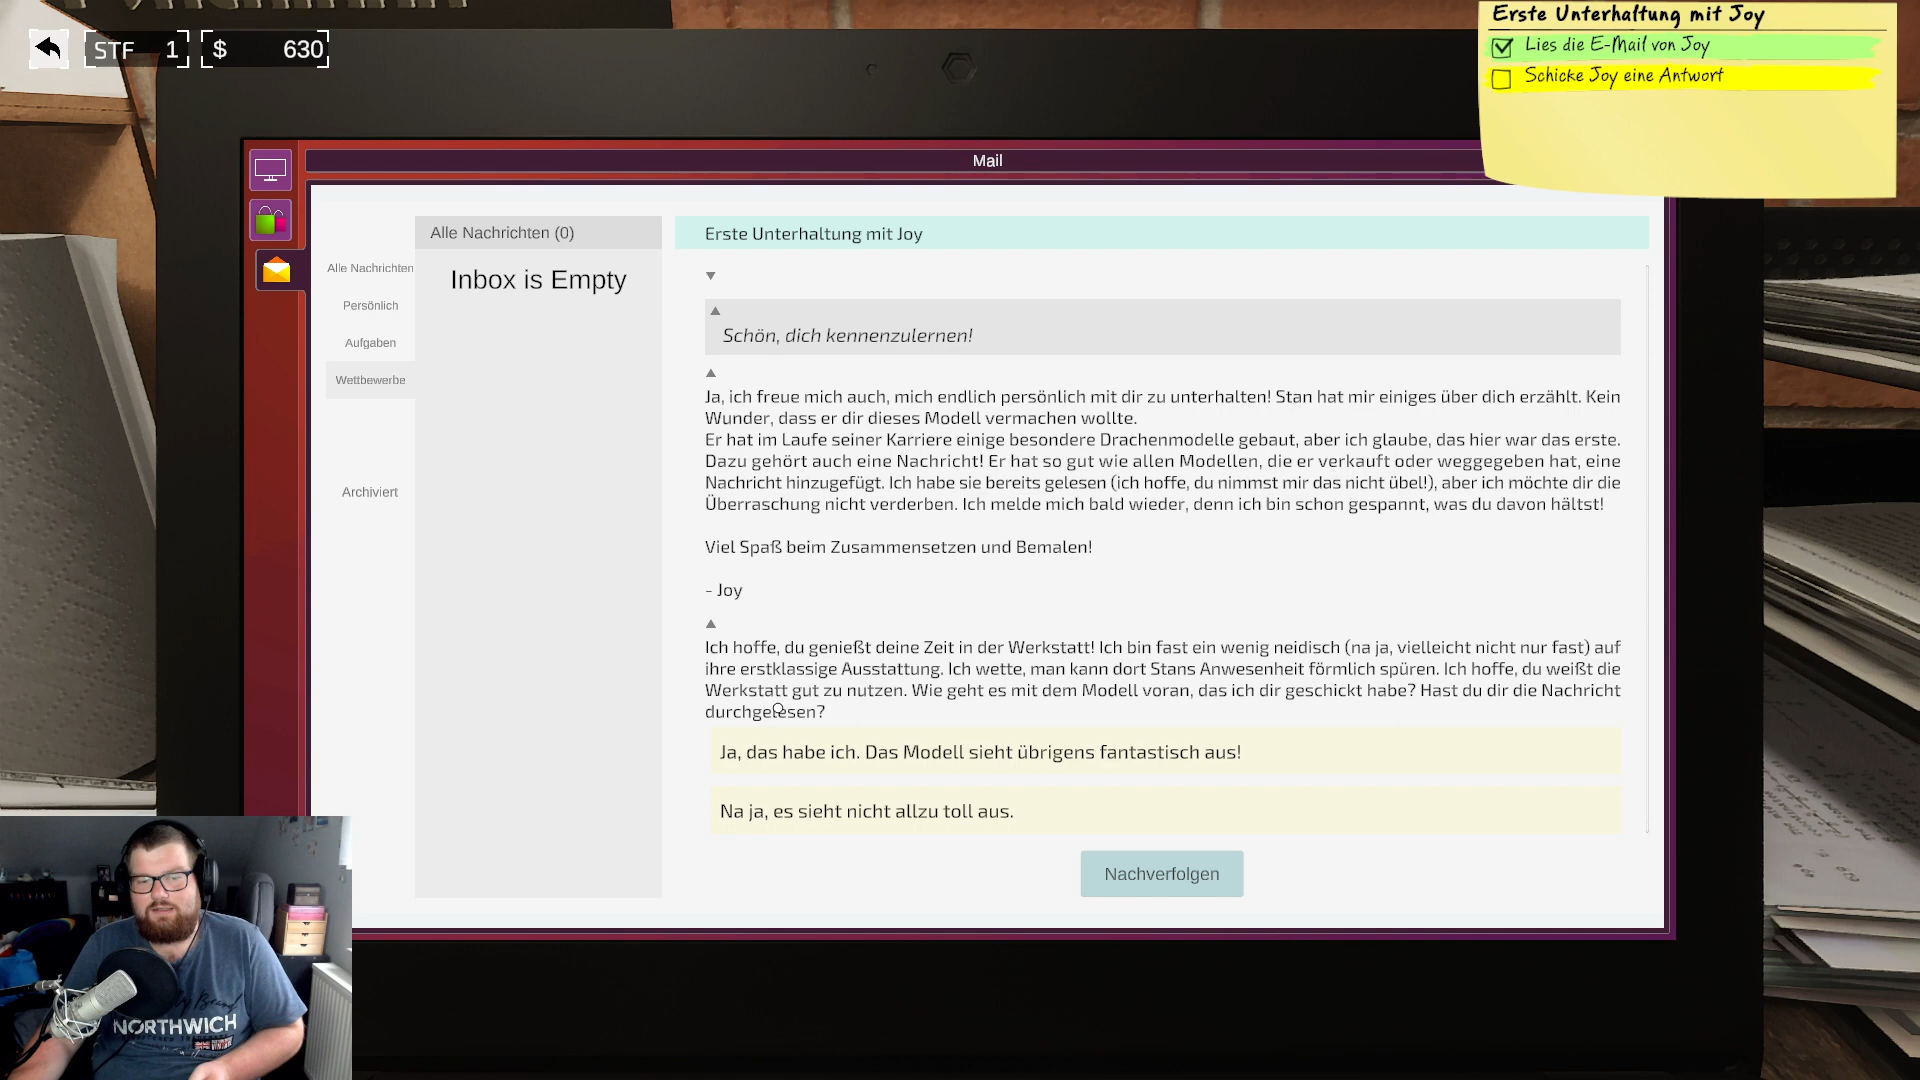 STF 1 $ 630
Erste Unterhaltung mit Joy
Lies die E-Mail von Joy
Schicke Joy eine Antwort
Mail
Alle Nachrichten
Persönlich
Aufgaben
Wettbewerbe
Archiviert
Alle Nachrichten (0)
Inbox is Empty
Erste Unterhaltung mit Joy
Schön, dich kennenzulernen!
Ja, ich freue mich auch, mich endlich persönlich mit dir zu unterhalten! Stan hat mir einiges über dich erzählt. Kein
Wunder, dass er dir dieses Modell vermachen wollte.
Er hat im Laufe seiner Karriere einige besondere Drachenmodelle gebaut, aber ich glaube, das hier war das erste.
Dazu gehört auch eine Nachricht! Er hat so gut wie allen Modellen, die er verkauft oder weggegeben hat, eine
Nachricht hinzugefügt. Ich habe sie bereits gelesen (ich hoffe, du nimmst mir das nicht übel!), aber ich möchte dir die
Überraschung nicht verderben. Ich melde mich bald wieder, denn ich bin schon gespannt, was du davon hältst!
Viel Spaß beim Zusammensetzen und Bemalen!
- Joy
Ich hoffe, du genießt deine Zeit in der Werkstatt! Ich bin fast ein wenig neidisch (na ja, vielleicht nicht nur fast) auf
ihre erstklassige Ausstattung. Ich wette, man kann dort Stans Anwesenheit förmlich spüren. Ich hoffe, du weißt die
Werkstatt gut zu nutzen. Wie geht es mit dem Modell voran, das ich dir geschickt habe? Hast du dir die Nachricht
durchgelesen?
Ja, das habe ich. Das Modell sieht übrigens fantastisch aus!
Na ja, es sieht nicht allzu toll aus.
Nachverfolgen
NORTHWICH